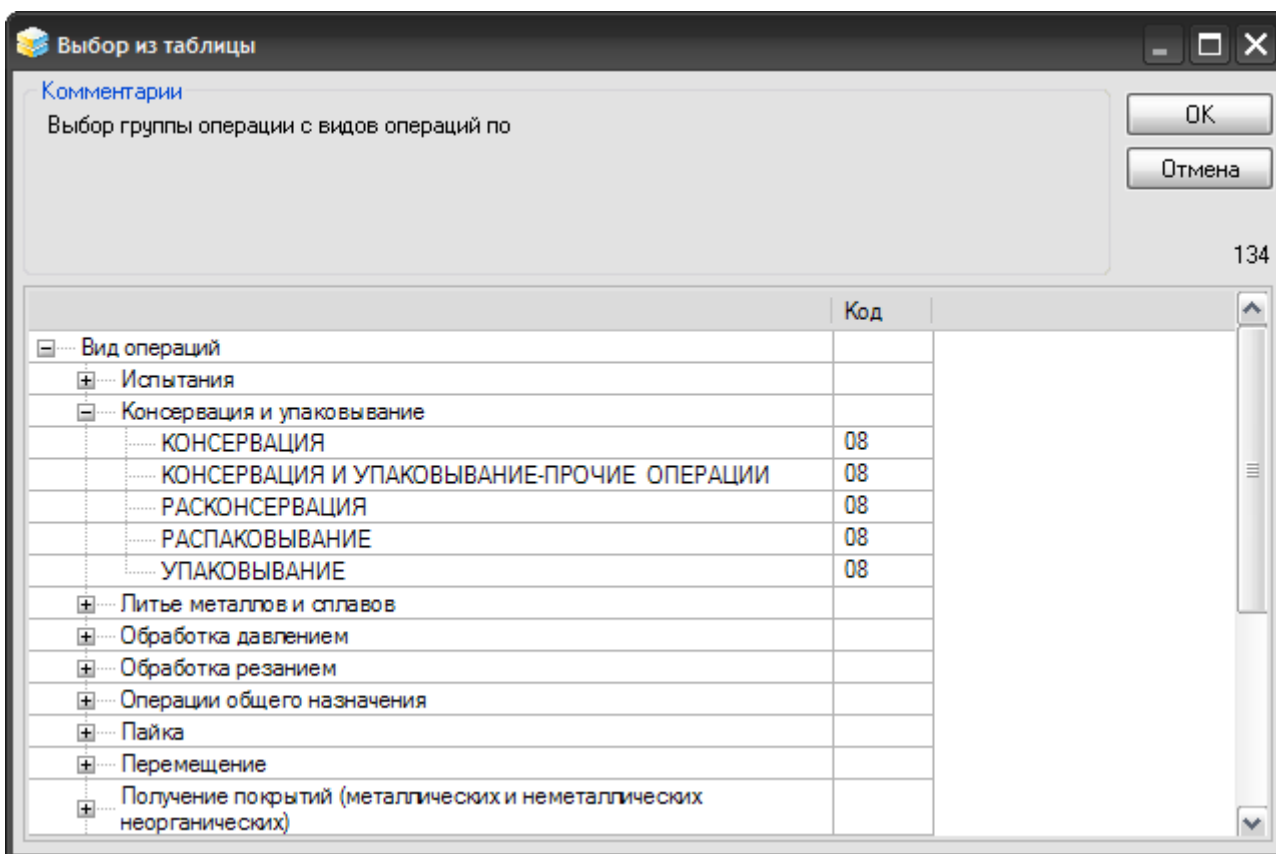 Выбор из таблицы
Комментарии
Выбор группы операции с видов операций по
OK
Отмена
134
Код
Вид операций
Испытания
Консервация и упаковывание
КОНСЕРВАЦИЯ 08
КОНСЕРВАЦИЯ И УПАКОВЫВАНИЕ-ПРОЧИЕ ОПЕРАЦИИ 08
РАСКОНСЕРВАЦИЯ 08
РАСПАКОВЫВАНИЕ 08
УПАКОВЫВАНИЕ 08
Литье металлов и сплавов
Обработка давлением
Обработка резанием
Операции общего назначения
Пайка
Перемещение
Получение покрытий (металлических и неметаллических
неорганических)